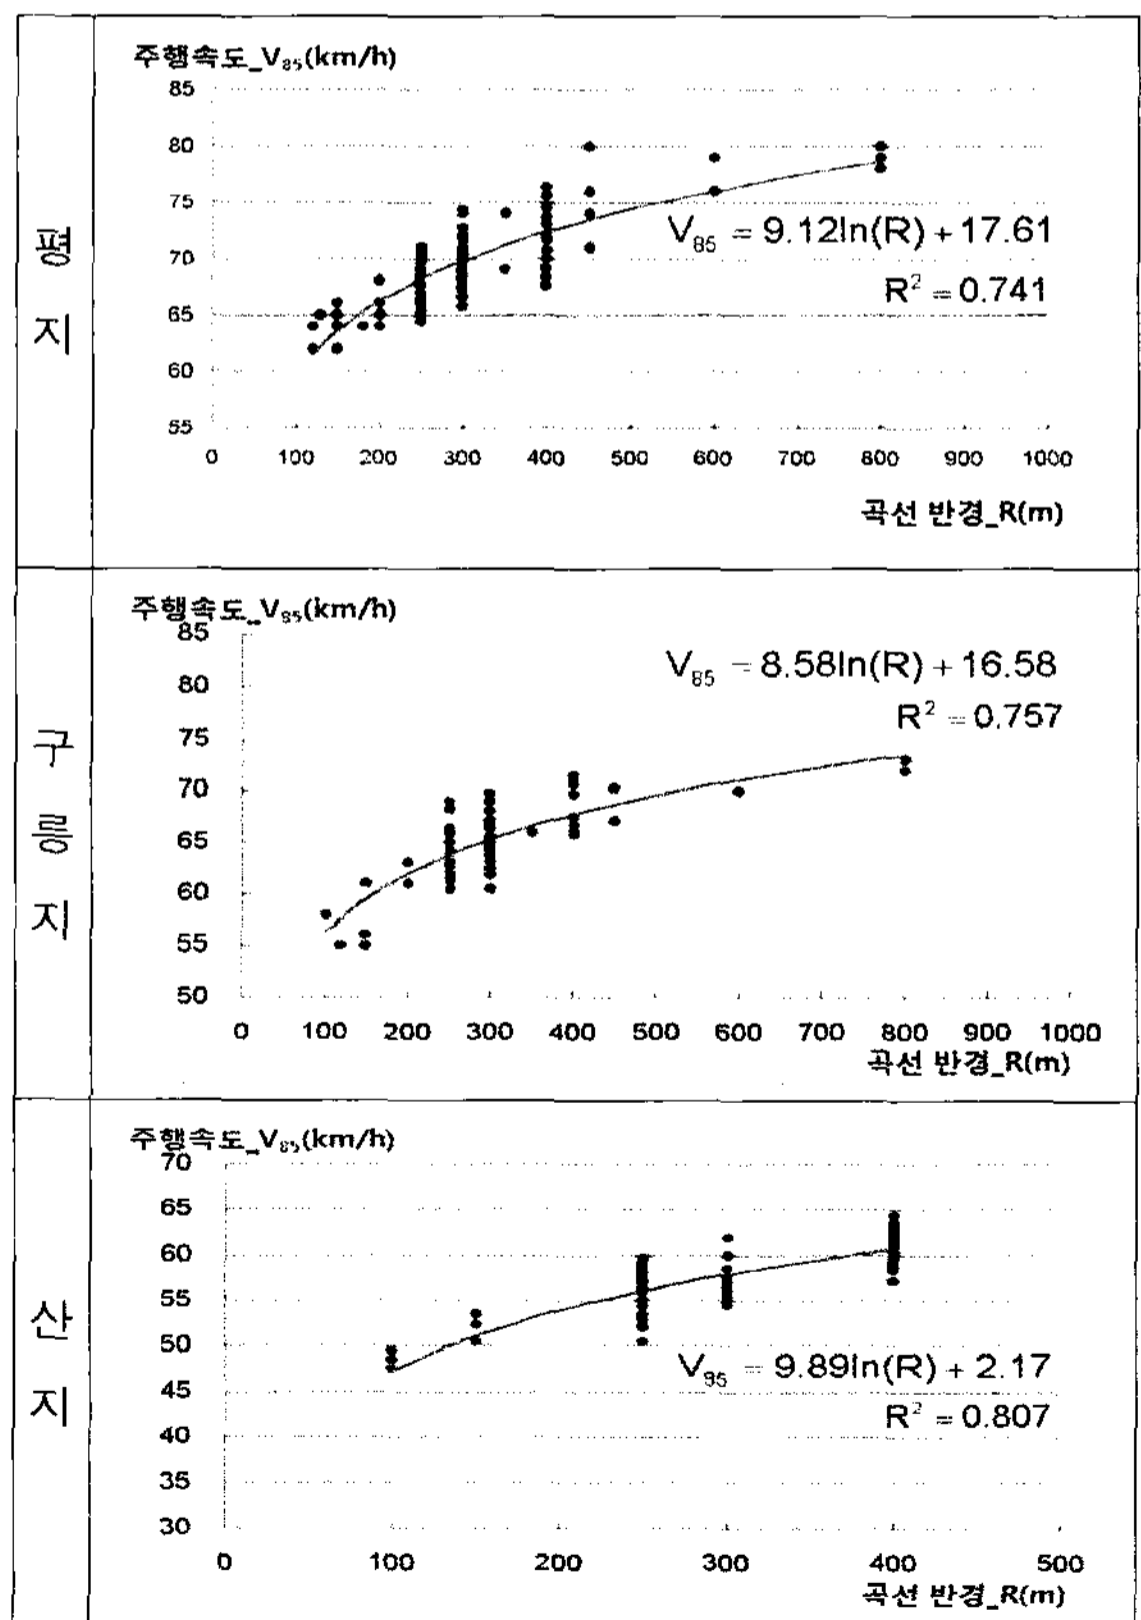 평지
주행속도_V85(km/h)
85
80
75
70
65
60
55
0 100 200 300 400 500 600 700 800 900 1000
V85 = 9.12ln(R) + 17.61
R² = 0.741
곡선 반경_R(m)
구릉지
주행속도_V85(km/h)
85
80
75
70
65
60
55
50
0 100 200 300 400 500 600 700 800 900 1000
V85 = 8.58ln(R) + 16.58
R² = 0.757
곡선 반경_R(m)
산지
주행속도_V85(km/h)
70
65
60
55
50
45
40
35
30
0 100 200 300 400 500
V85 = 9.89ln(R) + 2.17
R² = 0.807
곡선 반경_R(m)